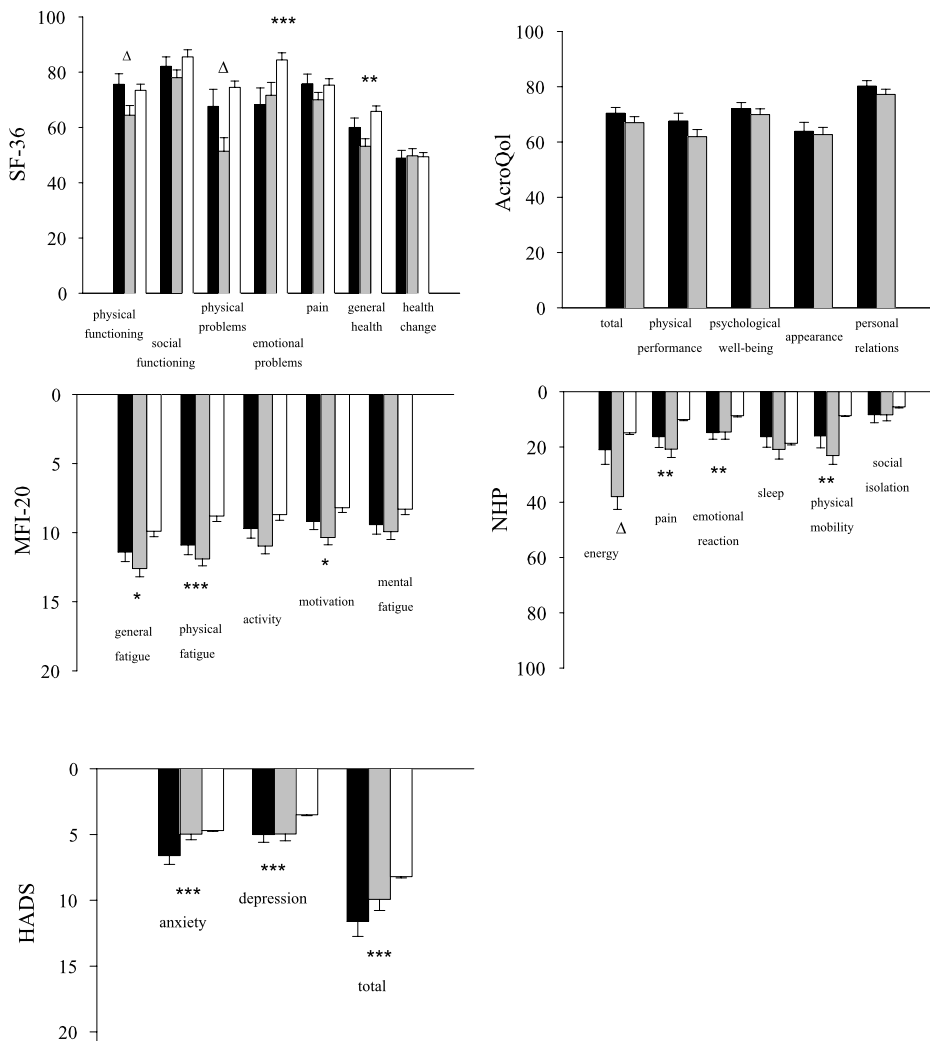 SF-36
100
80
60
40
20
0
Δ
Δ
***
**
physical
functioning
social
functioning
physical
problems
emotional
problems
pain
general
health
health
change
AcroQol
100
80
60
40
20
0
total
physical
performance
psychological
well-being
appearance
personal
relations
MFI-20
0
5
10
15
20
*
***
*
general
fatigue
physical
fatigue
activity
motivation
mental
fatigue
NHP
0
20
40
60
80
100
Δ
**
**
**
energy
pain
emotional
reaction
sleep
physical
mobility
social
isolation
HADS
0
5
10
15
20
***
anxiety
***
depression
***
total